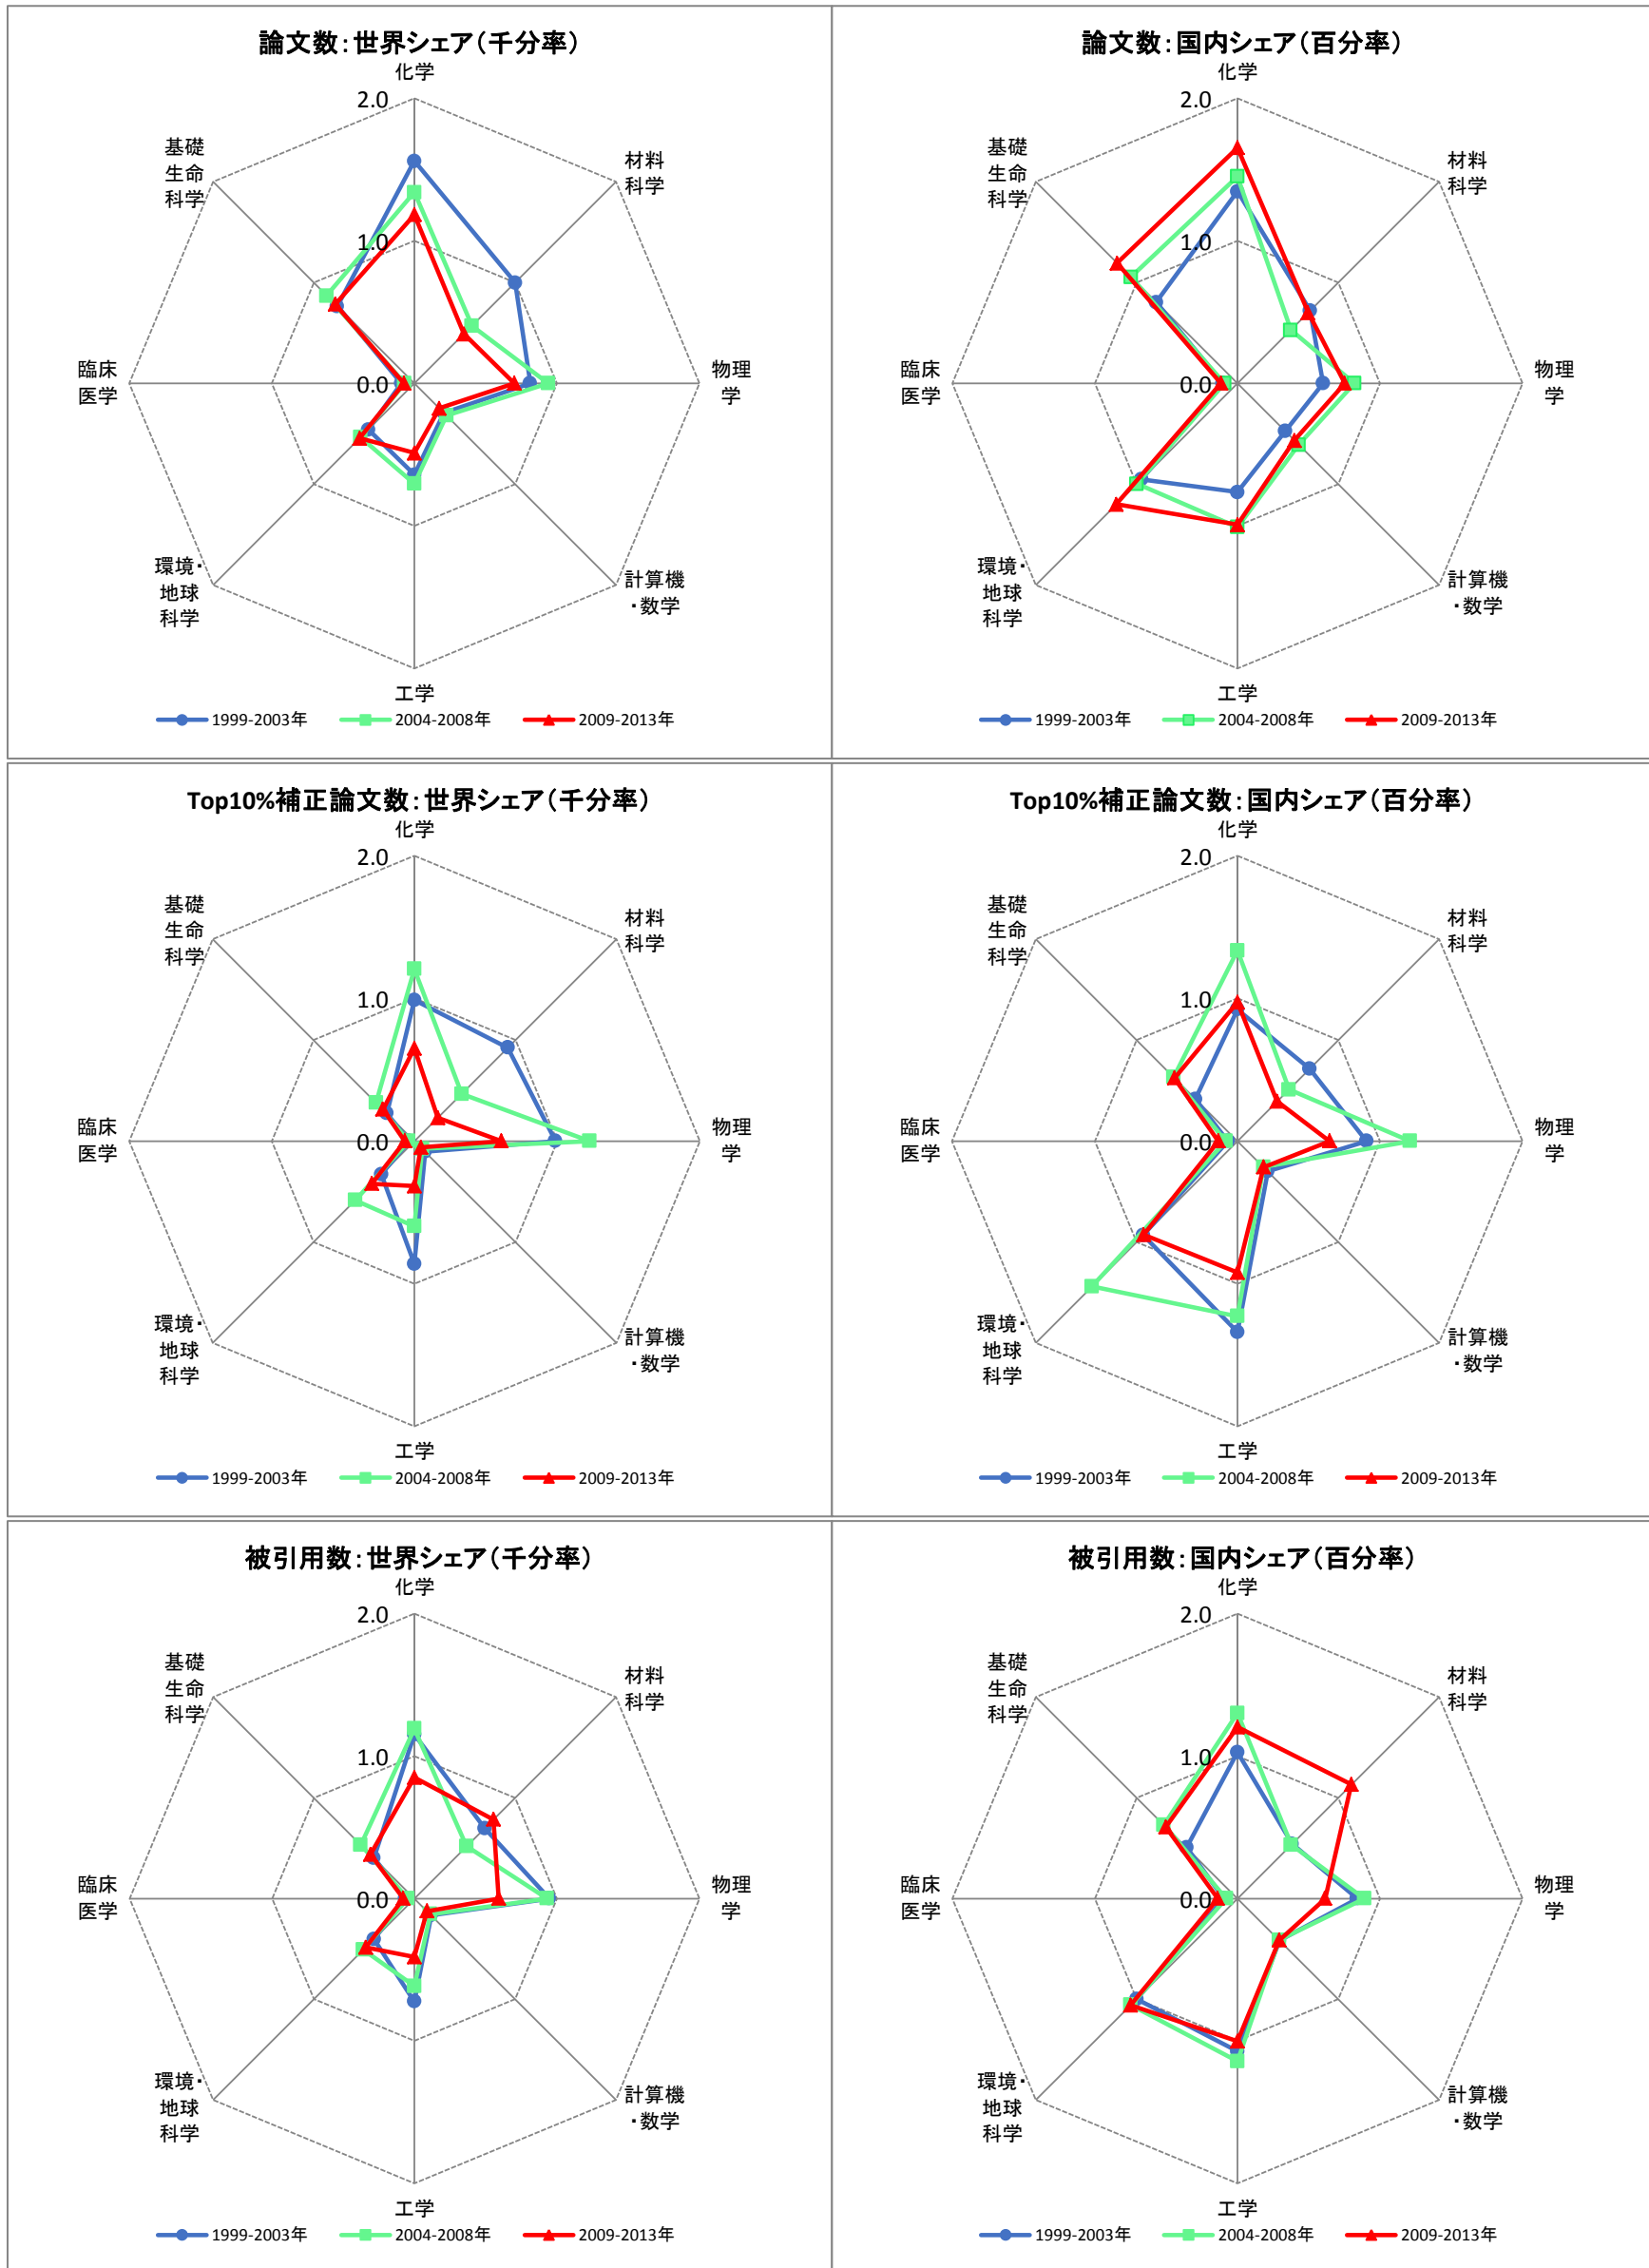 論文数：世界シェア（千分率）
化学
2.0
基礎
生命
科学
材料
科学
1.0
臨床
医学
0.0
物理
学
環境・
地球
科学
計算機
・数学
工学
1999-2003年 2004-2008年 2009-2013年
論文数：国内シェア（百分率）
化学
2.0
基礎
生命
科学
材料
科学
1.0
臨床
医学
0.0
物理
学
環境・
地球
科学
計算機
・数学
工学
1999-2003年 2004-2008年 2009-2013年
Top10%補正論文数：世界シェア（千分率）
化学
2.0
基礎
生命
科学
材料
科学
1.0
臨床
医学
0.0
物理
学
環境・
地球
科学
計算機
・数学
工学
1999-2003年 2004-2008年 2009-2013年
Top10%補正論文数：国内シェア（百分率）
化学
2.0
基礎
生命
科学
材料
科学
1.0
臨床
医学
0.0
物理
学
環境・
地球
科学
計算機
・数学
工学
1999-2003年 2004-2008年 2009-2013年
被引用数：世界シェア（千分率）
化学
2.0
基礎
生命
科学
材料
科学
1.0
臨床
医学
0.0
物理
学
環境・
地球
科学
計算機
・数学
工学
1999-2003年 2004-2008年 2009-2013年
被引用数：国内シェア（百分率）
化学
2.0
基礎
生命
科学
材料
科学
1.0
臨床
医学
0.0
物理
学
環境・
地球
科学
計算機
・数学
工学
1999-2003年 2004-2008年 2009-2013年